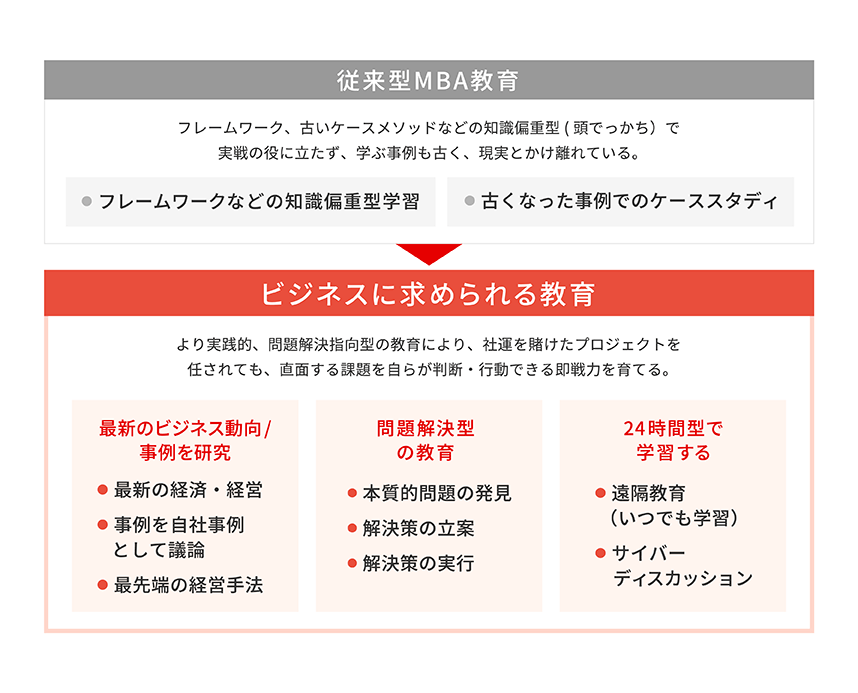 従来型MBA教育
フレームワーク、古いケースメソッドなどの知識偏重型 ( 頭でっかち）で
実戦の役に立たず、学ぶ事例も古く、現実とかけ離れている。
● フレームワークなどの知識偏重型学習
● 古くなった事例でのケーススタディ
ビジネスに求められる教育
より実践的、問題解決指向型の教育により、社運を賭けたプロジェクトを
任されても、直面する課題を自らが判断・行動できる即戦力を育てる。
最新のビジネス動向/
事例を研究
● 最新の経済・経営
● 事例を自社事例
として議論
● 最先端の経営手法
問題解決型
の教育
● 本質的問題の発見
● 解決策の立案
● 解決策の実行
24時間型で
学習する
● 遠隔教育
（いつでも学習）
● サイバー
ディスカッション